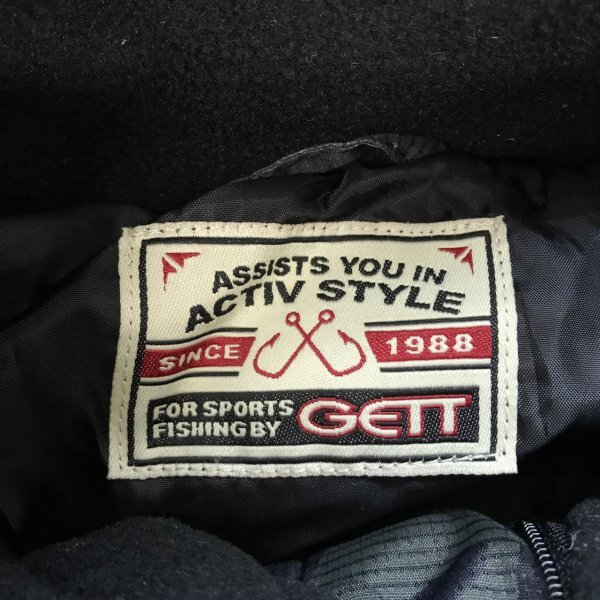 ASSISTS YOU IN
ACTIV STYLE
SINCE 1988
FOR SPORTS
FISHING BY GETT